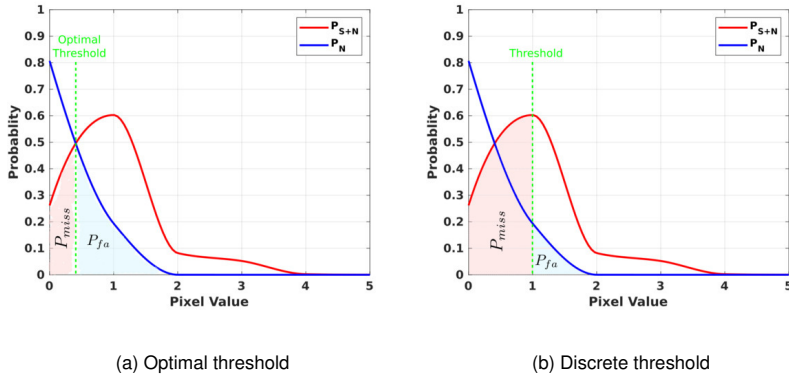 P_S+N
P_N
Optimal
Threshold
Probablity
1
0.9
0.8
0.7
0.6
0.5
0.4
0.3
0.2
0.1
0
P_miss
P_fa
0 1 2 3 4 5
Pixel Value
(a) Optimal threshold
P_S+N
P_N
Threshold
Probablity
1
0.9
0.8
0.7
0.6
0.5
0.4
0.3
0.2
0.1
0
P_miss
P_fa
0 1 2 3 4 5
Pixel Value
(b) Discrete threshold